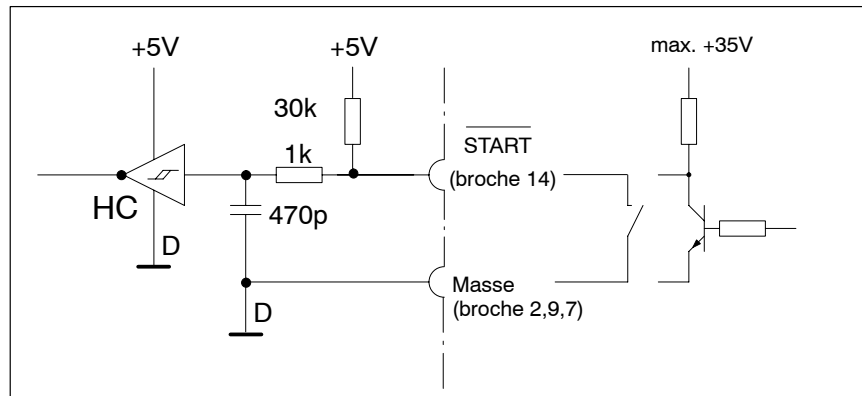 +5V
+5V
max. +35V
30k
1k
START
(broche 14)
HC
470p
D
D
Masse
(broche 2,9,7)